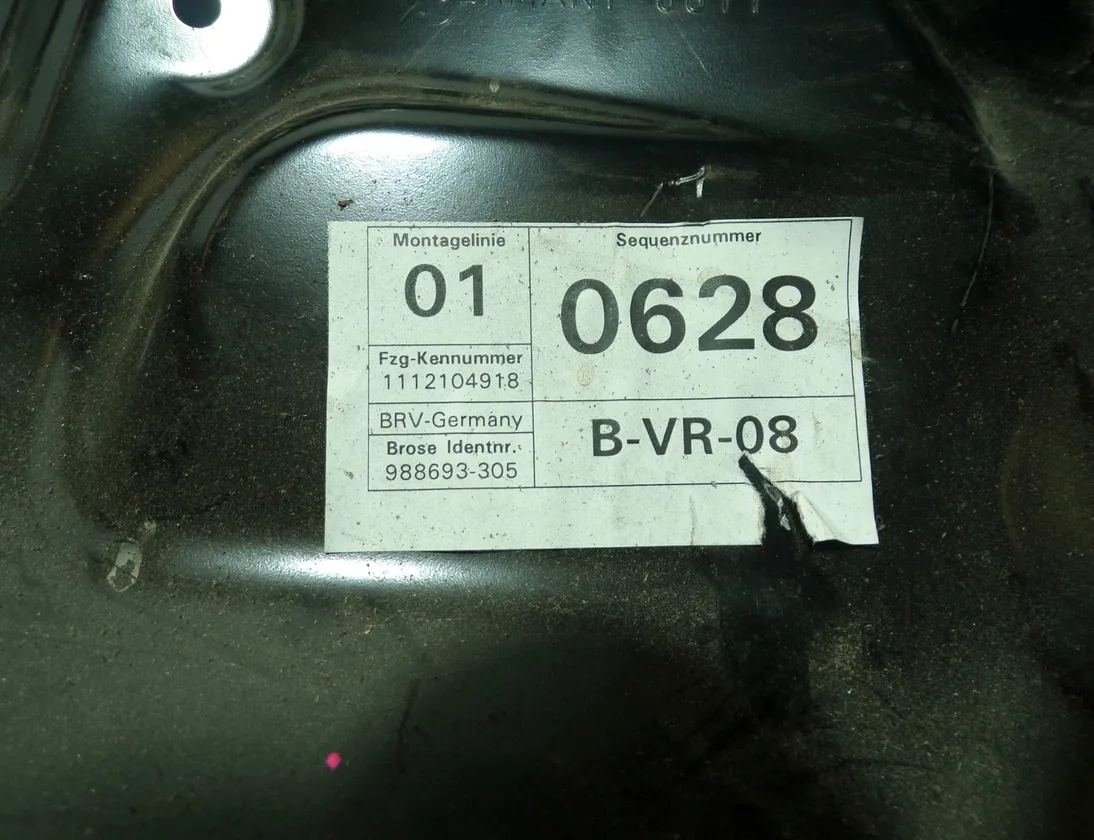 Montagelinie
01
Sequenznummer
0628
Fzg-Kennummer
1112104918
BRV-Germany
Brose Identnr.
988693-305
B-VR-08